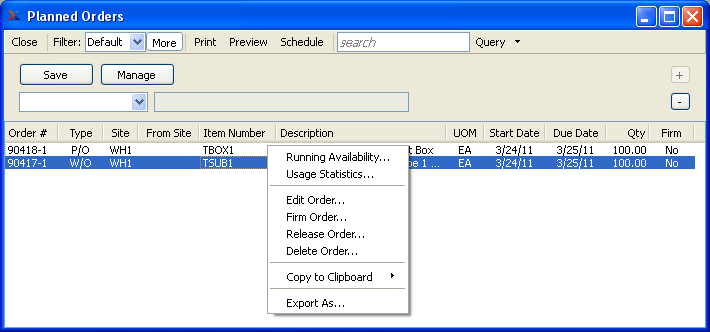 Planned Orders
Close Filter: Default More Print Preview Schedule search Query
Save Manage +
-
Order # Type Site From Site Item Number Description UOM Start Date Due Date Qty Firm
90418-1 P/O WH1 TBOX1 Box EA 3/24/11 3/25/11 100.00 No
90417-1 W/O WH1 TSUB1 1 ... EA 3/24/11 3/25/11 100.00 No
Running Availability...
Usage Statistics...
Edit Order...
Firm Order...
Release Order...
Delete Order...
Copy to Clipboard
Export As...